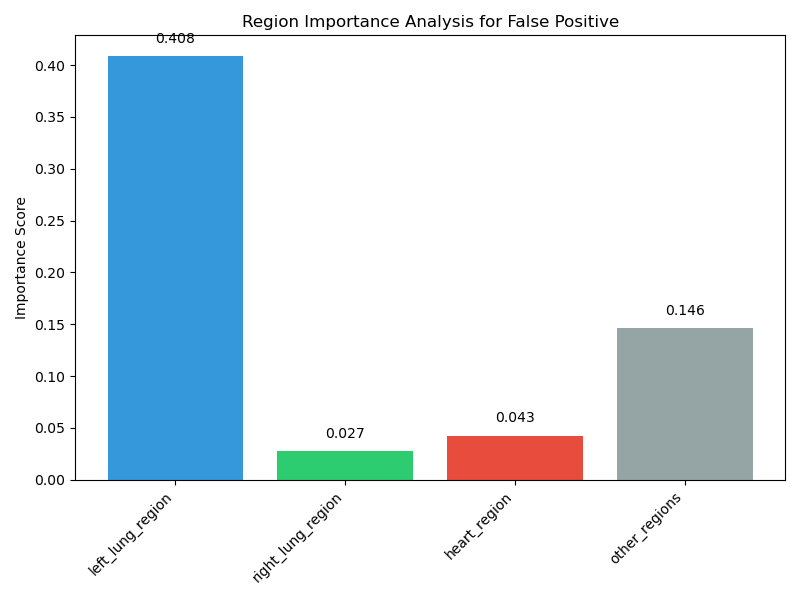 Region Importance Analysis for False Positive
0.408
0.40
0.35
0.30
0.25
0.20
0.15
0.10
0.05
0.00
Importance Score
0.027
0.043
0.146
left_lung_region
right_lung_region
heart_region
other_regions